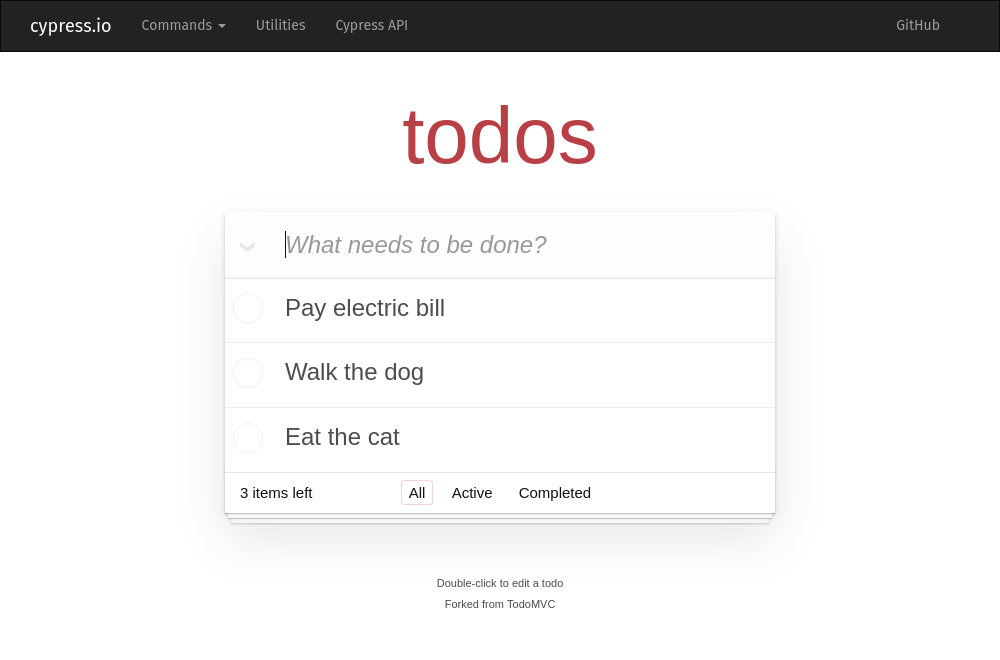 cypress.io Commands Utilities Cypress API GitHub
todos
What needs to be done?
Pay electric bill
Walk the dog
Eat the cat
3 items left All Active Completed
Double-click to edit a todo
Forked from TodoMVC